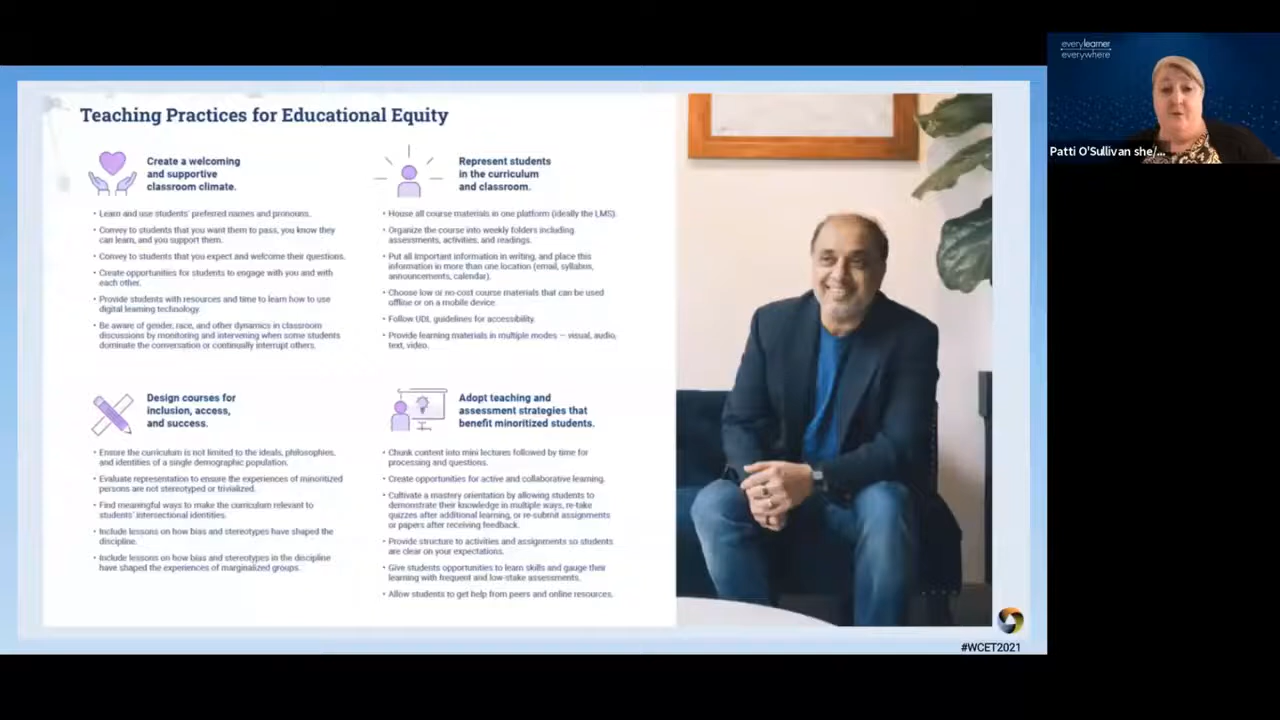 Teaching Practices for Educational Equity
Create a welcoming
and supportive
classroom climate.
• Learn and use students' preferred names and pronouns.
• Convey to students that you want them to pass, you know they
can learn, and you support them.
• Convey to students that you expect and welcome their questions.
• Create opportunities for students to engage with you and with
each other.
• Provide students with resources and time to learn how to use
digital learning technology.
• Be aware of gender, race, and other dynamics in classroom
discussions by monitoring and intervening when some students
dominate the conversation or continually interrupt others.
Represent students
in the curriculum
and classroom.
• House all course materials in one platform (ideally the LMS).
• Organize the course into weekly folders including
assessments, activities, and readings.
• Put all important information in writing, and place this
information in more than one location (email, syllabus,
announcements, calendar).
• Choose low or no-cost course materials that can be used
offline or on a mobile device.
• Follow UDL guidelines for accessibility.
• Provide learning materials in multiple modes — visual, audio,
text, video.
Design courses for
inclusion, access,
and success.
• Ensure the curriculum is not limited to the ideals, philosophies,
and identities of a single demographic population.
• Evaluate representation to ensure the experiences of minoritized
persons are not stereotyped or trivialized.
• Find meaningful ways to make the curriculum relevant to
students' intersectional identities.
• Include lessons on how bias and stereotypes have shaped the
discipline.
• Include lessons on how bias and stereotypes in the discipline
have shaped the experiences of marginalized groups.
Adopt teaching and
assessment strategies that
benefit minoritized students.
• Chunk content into mini lectures followed by time for
processing and questions.
• Create opportunities for active and collaborative learning.
• Cultivate a mastery orientation by allowing students to
demonstrate their knowledge in multiple ways, re-take
quizzes after additional learning, or re-submit assignments
or papers after receiving feedback.
• Provide structure to activities and assignments so students
are clear on your expectations.
• Give students opportunities to learn skills and gauge their
learning with frequent and low-stake assessments.
• Allow students to get help from peers and online resources.
#WCET2021
everylearner
everywhere
Patti O'Sullivan she/...